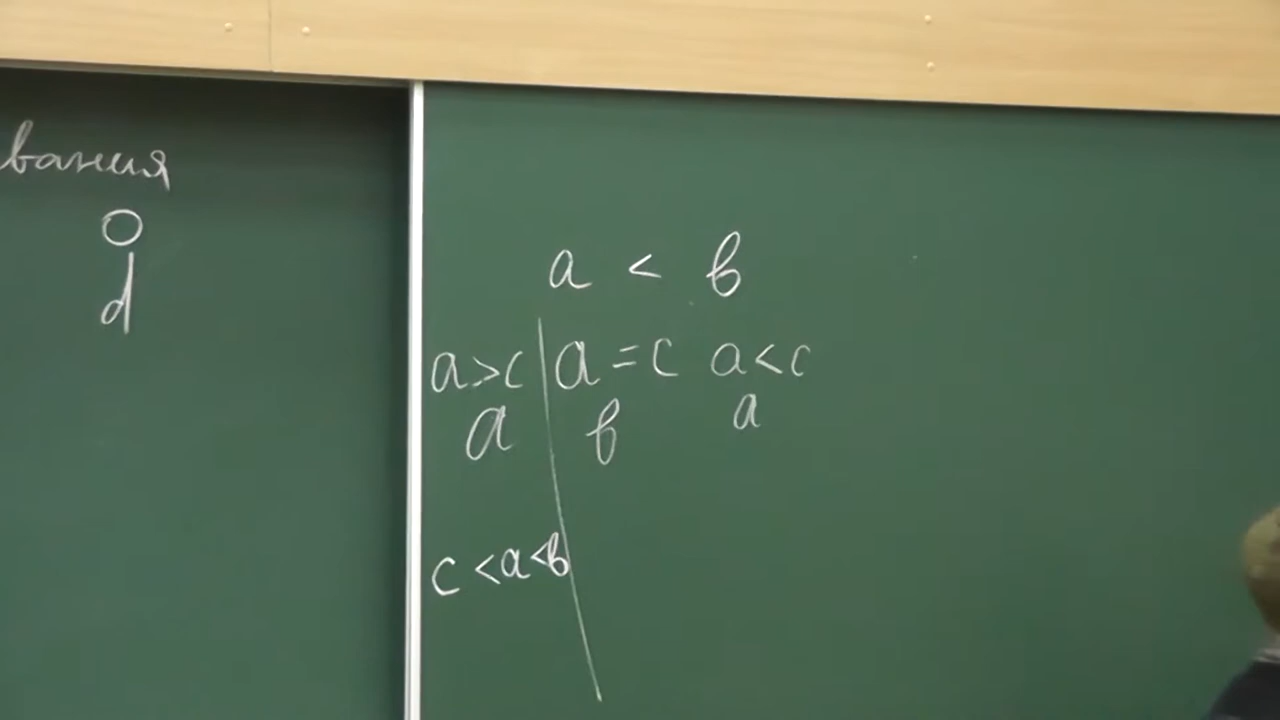 вания
O
d
a < в
a>c | a = c a<c
a в a
c <a<в